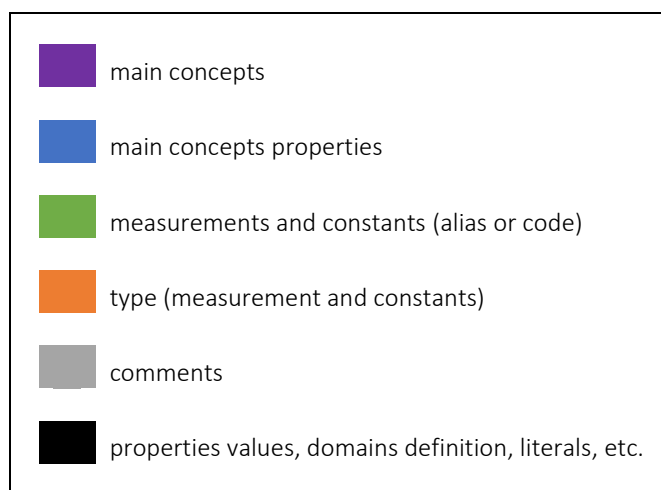 main concepts
main concepts properties
measurements and constants (alias or code)
type (measurement and constants)
comments
properties values, domains definition, literals, etc.